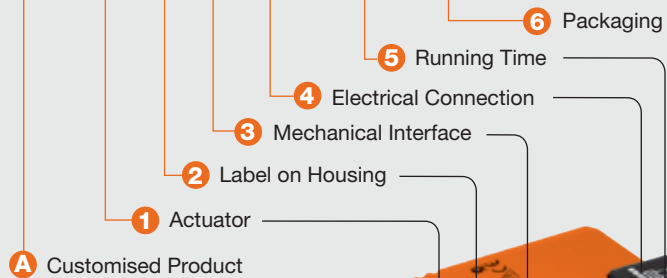 6 Packaging
5 Running Time
4 Electrical Connection
3 Mechanical Interface
2 Label on Housing
1 Actuator
A Customised Product